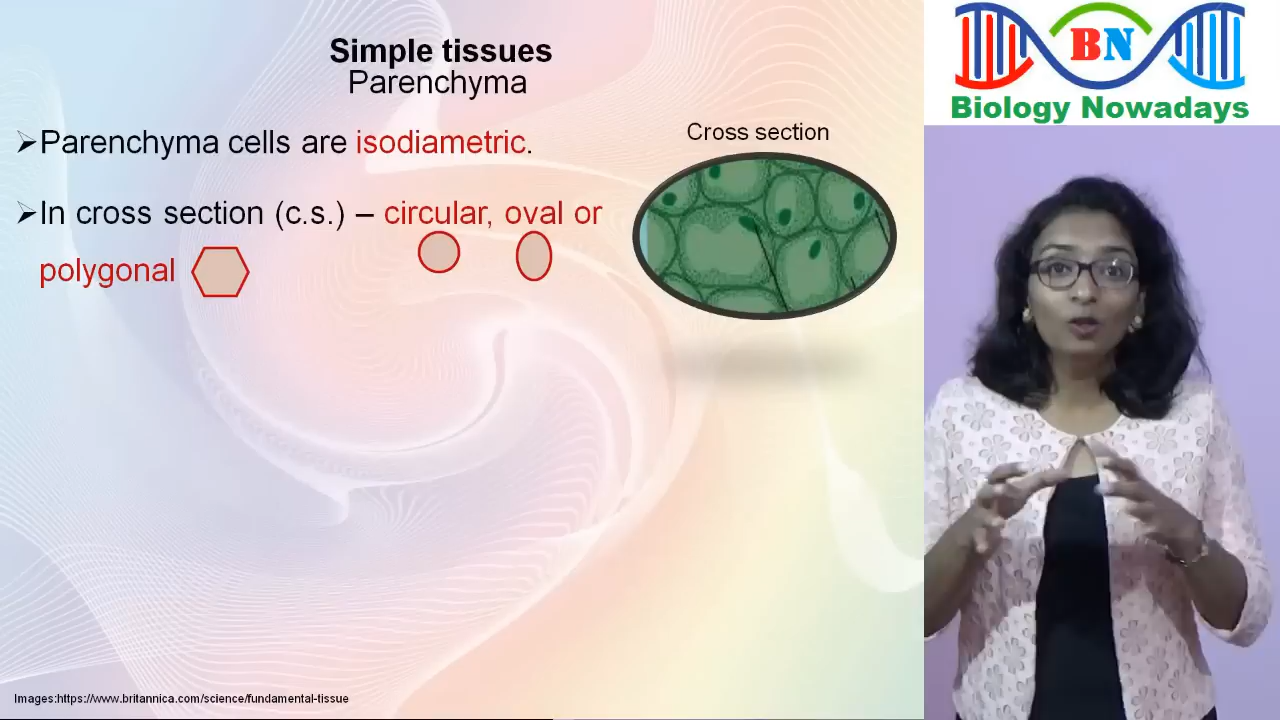 Simple tissues
Parenchyma
➢Parenchyma cells are isodiametric.
➢In cross section (c.s.) – circular, oval or
polygonal
Cross section
BN
Biology Nowadays
Images:https://www.britannica.com/science/fundamental-tissue